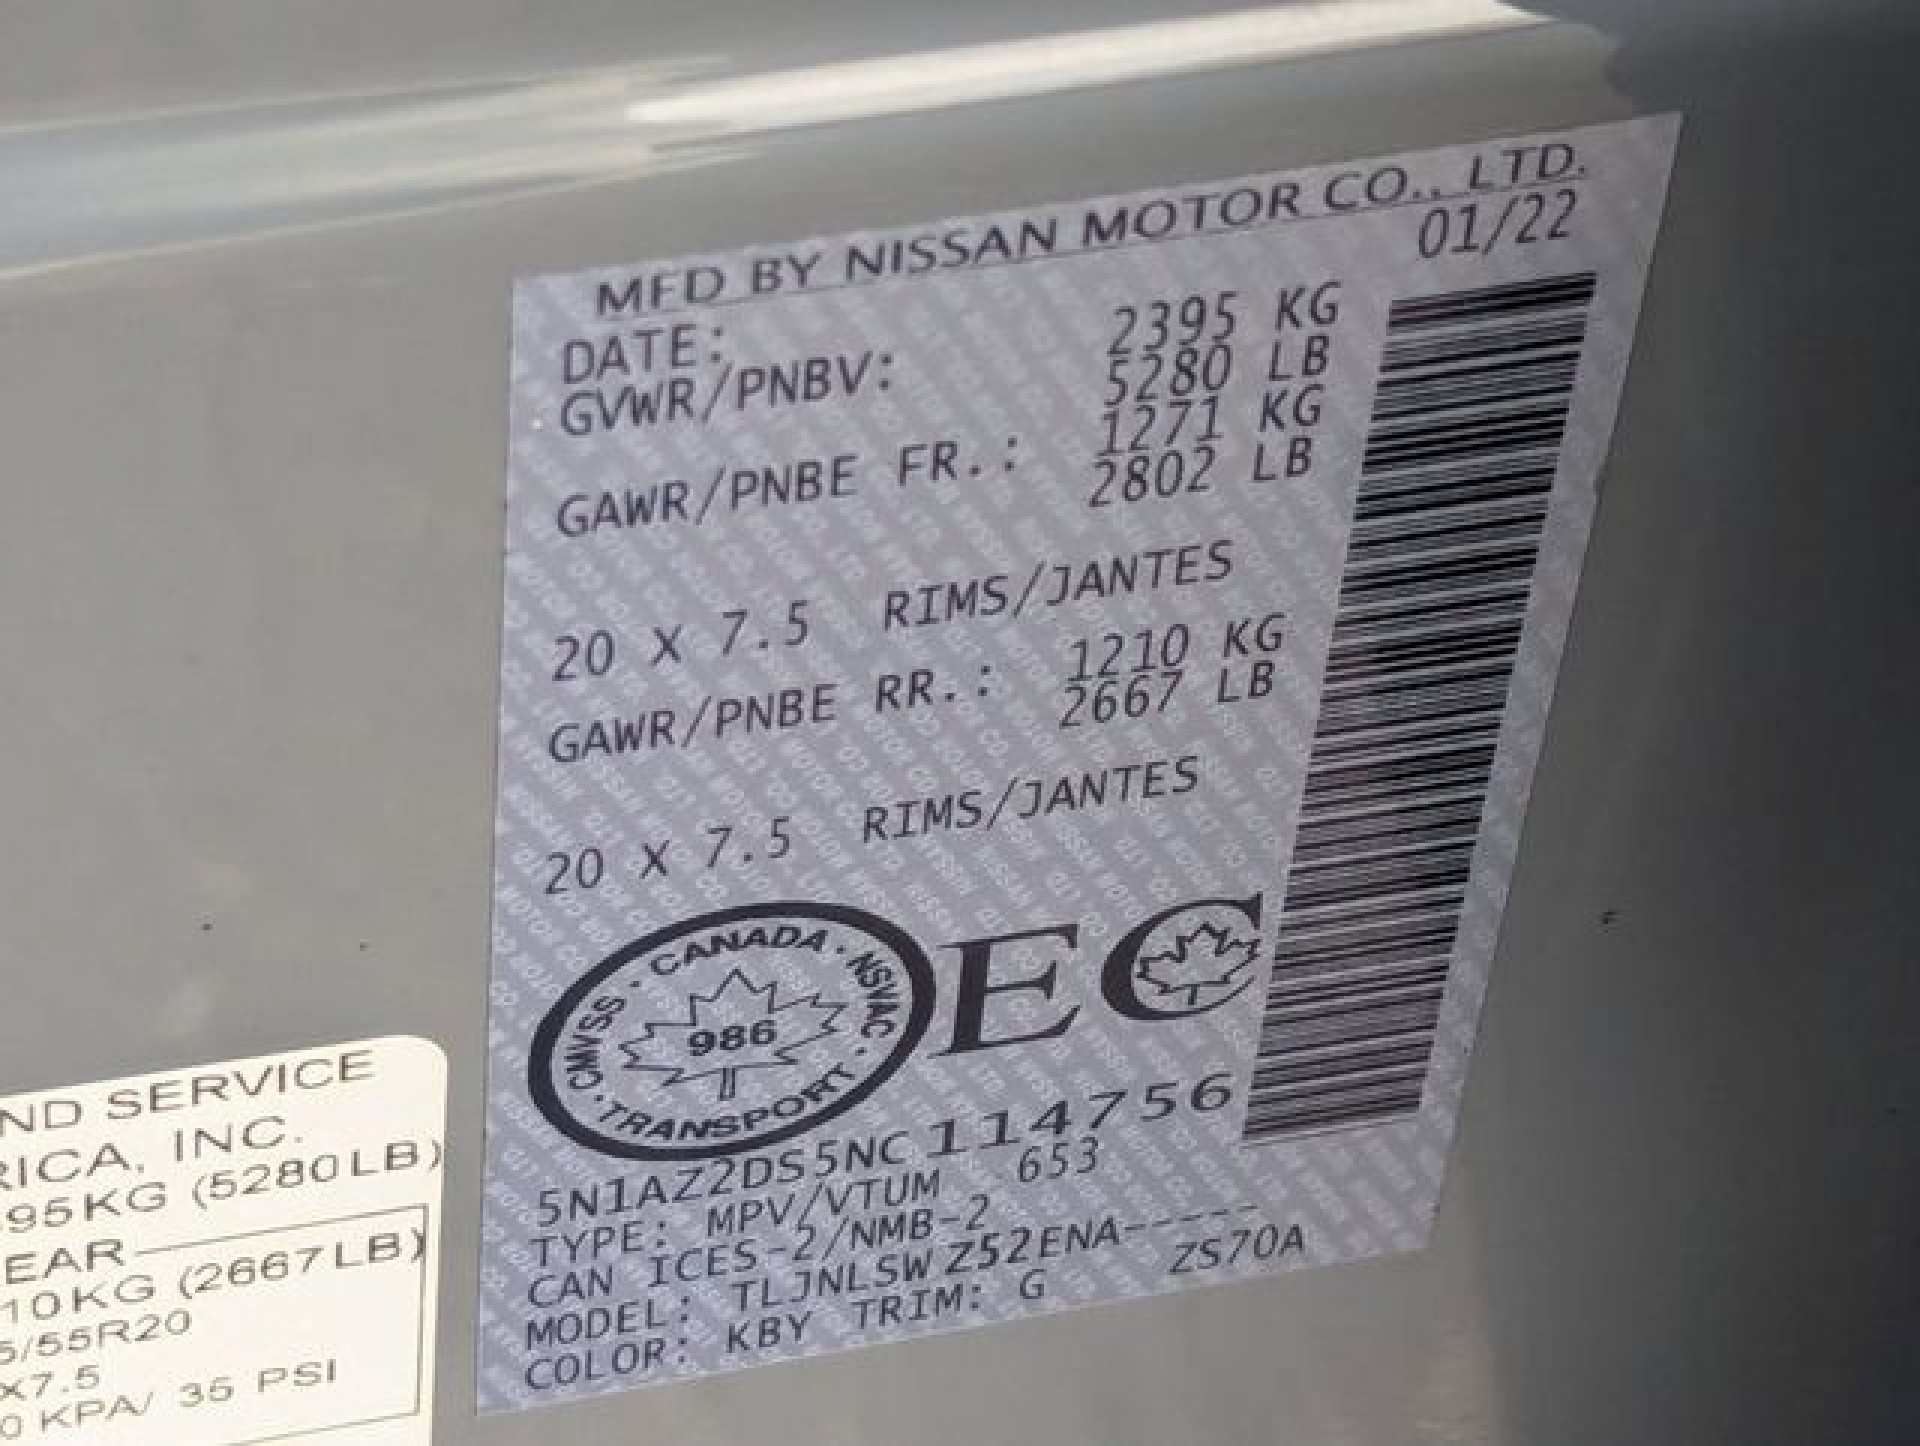 MFD BY NISSAN MOTOR CO., LTD.
DATE: 01/22
GVWR/PNBV: 2395 KG
5280 LB
GAWR/PNBE FR.: 1271 KG
2802 LB
20 X 7.5 RIMS/JANTES
GAWR/PNBE RR.: 1210 KG
2667 LB
20 X 7.5 RIMS/JANTES
CANADA · NSVAC · TRANSPORT · CMVSS ·
986
EC
5N1AZ2DS5NC114756
TYPE: MPV/VTUM 653
CAN ICES-2/NMB-2
MODEL: TLJNLSWZ52ENA-----
COLOR: KBY TRIM: G ZS70A
ND SERVICE
RICA, INC.
95KG (5280LB)
EAR
10KG (2667LB)
5/55R20
X7.5
0 KPA/ 35 PSI